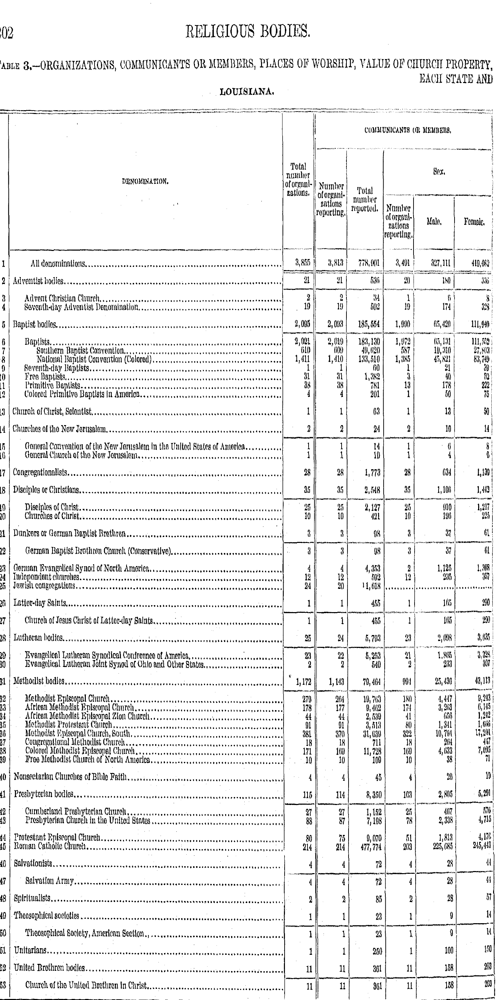 202
RELIGIOUS BODIES.
TABLE 3.—ORGANIZATIONS, COMMUNICANTS OR MEMBERS, PLACES OF WORSHIP, VALUE OF CHURCH PROPERTY,
EACH STATE AND
LOUISIANA.
DENOMINATION.
Total number of organizations.
COMMUNICANTS OR MEMBERS.
Number of organizations reporting.
Total number reported.
Sex.
Number of organizations reporting.
Male.
Female.
1 All denominations 3,855 3,813 778,901 3,491 327,111 410,082
2 Adventist bodies 21 21 536 20 180 336
3 Advent Christian Church 2 2 34 1 6 8
4 Seventh-day Adventist Denomination 19 19 502 19 174 328
5 Baptist bodies 2,095 2,093 185,554 1,990 65,420 111,940
6 Baptists 2,021 2,019 183,130 1,972 65,131 111,552
7 Southern Baptist Convention 610 609 49,620 587 19,310 27,803
8 National Baptist Convention (Colored) 1,411 1,410 133,510 1,385 45,821 83,749
9 Seventh-day Baptists 1 1 60 1 21 39
10 Free Baptists 31 31 1,382 3 40 52
11 Primitive Baptists 38 38 781 13 178 222
12 Colored Primitive Baptists in America 4 4 201 1 50 75
13 Church of Christ, Scientist 1 1 63 1 13 50
14 Churches of the New Jerusalem 2 2 24 2 10 14
15 General Convention of the New Jerusalem in the United States of America 1 1 14 1 6 8
16 General Church of the New Jerusalem 1 1 10 1 4 6
17 Congregationalists 28 28 1,773 28 634 1,139
18 Disciples or Christians 35 35 2,548 35 1,106 1,442
19 Disciples of Christ 25 25 2,127 25 910 1,217
20 Churches of Christ 10 10 421 10 196 225
21 Dunkers or German Baptist Brethren 3 3 98 3 37 61
22 German Baptist Brethren Church (Conservative) 3 3 98 3 37 61
23 German Evangelical Synod of North America 4 4 4,353 2 1,125 1,308
24 Independent churches 12 12 592 12 235 357
25 Jewish congregations 24 20 ¹1,618
26 Latter-day Saints 1 1 455 1 165 290
27 Church of Jesus Christ of Latter-day Saints 1 1 455 1 165 290
28 Lutheran bodies 25 24 5,793 23 2,098 3,635
29 Evangelical Lutheran Synodical Conference of America 23 22 5,253 21 1,865 3,328
30 Evangelical Lutheran Joint Synod of Ohio and Other States 2 2 540 2 233 307
31 Methodist bodies 1,172 1,143 79,464 994 25,436 43,113
32 Methodist Episcopal Church 279 264 19,763 180 4,447 9,243
33 African Methodist Episcopal Church 178 177 9,462 174 3,263 6,145
34 African Methodist Episcopal Zion Church 44 44 2,539 41 656 1,242
35 Methodist Protestant Church 91 91 3,513 80 1,341 1,666
36 Methodist Episcopal Church, South 381 370 31,639 322 10,794 17,204
37 Congregational Methodist Church 18 18 711 18 264 447
38 Colored Methodist Episcopal Church 171 169 11,728 169 4,633 7,095
39 Free Methodist Church of North America 10 10 109 10 38 71
40 Nonsectarian Churches of Bible Faith 4 4 45 4 26 19
41 Presbyterian bodies 115 114 8,350 103 2,805 5,291
42 Cumberland Presbyterian Church 27 27 1,152 25 467 576
43 Presbyterian Church in the United States 88 87 7,198 78 2,338 4,715
44 Protestant Episcopal Church 80 75 9,070 51 1,813 4,176
45 Roman Catholic Church 214 214 477,774 203 225,685 245,443
46 Salvationists 4 4 72 4 28 44
47 Salvation Army 4 4 72 4 28 44
48 Spiritualists 2 2 85 2 28 57
49 Theosophical societies 1 1 23 1 9 14
50 Theosophical Society, American Section 1 1 23 1 9 14
51 Unitarians 1 1 250 1 100 150
52 United Brethren bodies 11 11 361 11 158 203
53 Church of the United Brethren in Christ 11 11 361 11 158 203